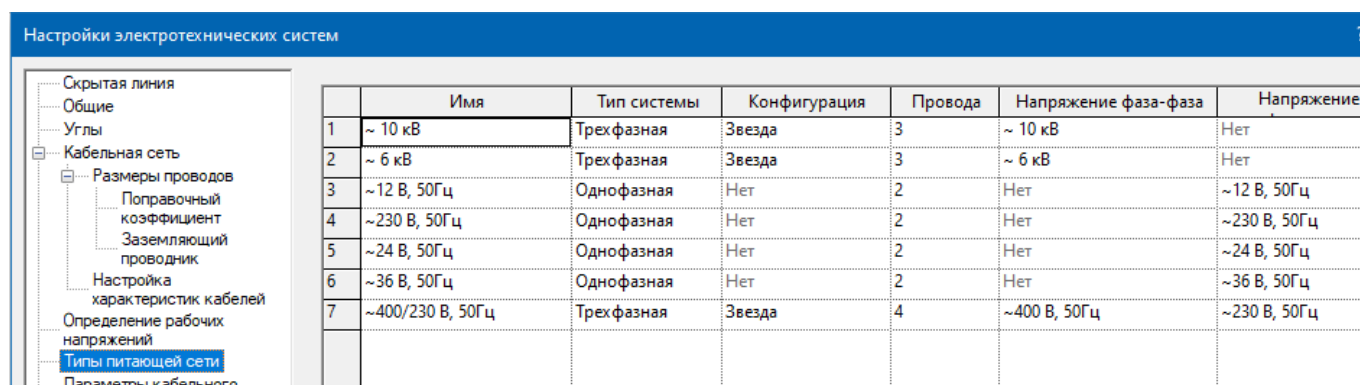 Настройки электротехнических систем
?
Скрытая линия
Общие
Углы
Кабельная сеть
Размеры проводов
Поправочный
коэффициент
Заземляющий
проводник
Настройка
характеристик кабелей
Определение рабочих
напряжений
Типы питающей сети
Параметры кабельного
Имя Тип системы Конфигурация Провода Напряжение фаза-фаза Напряжение
1 ~ 10 кВ Трехфазная Звезда 3 ~ 10 кВ Нет
2 ~ 6 кВ Трехфазная Звезда 3 ~ 6 кВ Нет
3 ~12 В, 50Гц Однофазная Нет 2 Нет ~12 В, 50Гц
4 ~230 В, 50Гц Однофазная Нет 2 Нет ~230 В, 50Гц
5 ~24 В, 50Гц Однофазная Нет 2 Нет ~24 В, 50Гц
6 ~36 В, 50Гц Однофазная Нет 2 Нет ~36 В, 50Гц
7 ~400/230 В, 50Гц Трехфазная Звезда 4 ~400 В, 50Гц ~230 В, 50Гц